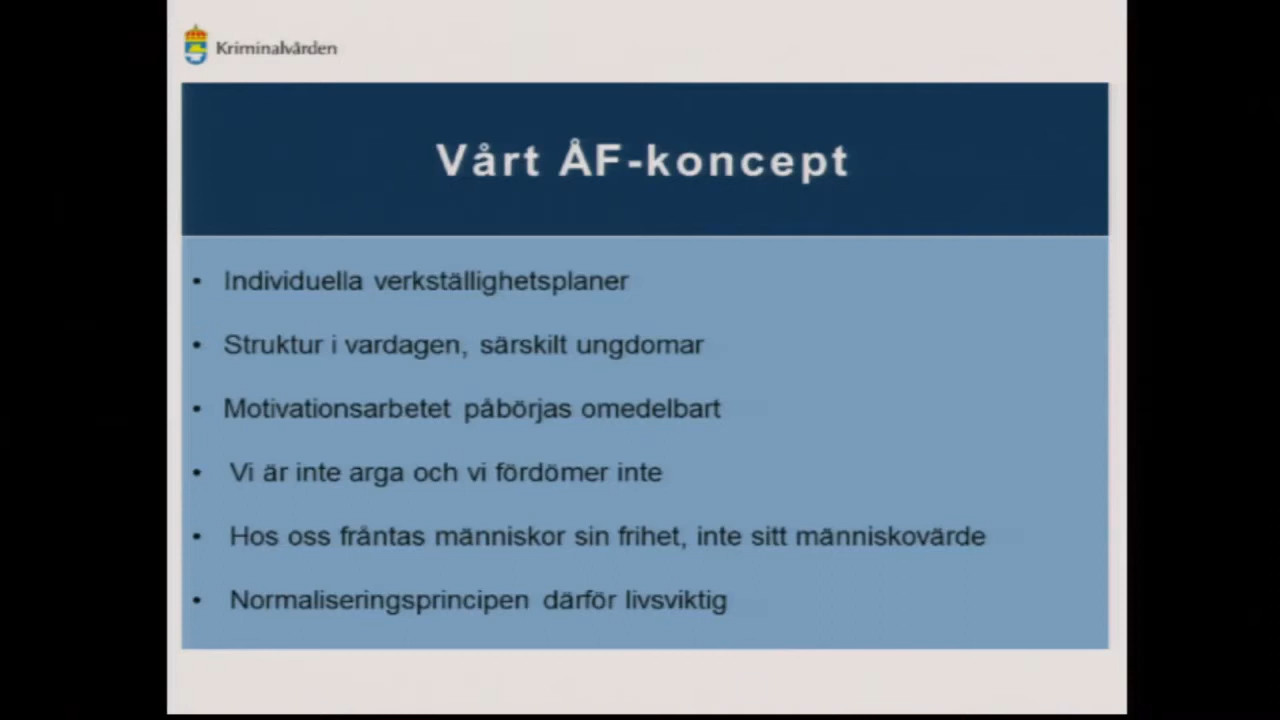 Kriminalvården
Vårt ÅF-koncept
• Individuella verkställighetsplaner
• Struktur i vardagen, särskilt ungdomar
• Motivationsarbetet påbörjas omedelbart
• Vi är inte arga och vi fördömer inte
• Hos oss fråntas människor sin frihet, inte sitt människovärde
• Normaliseringsprincipen därför livsviktig